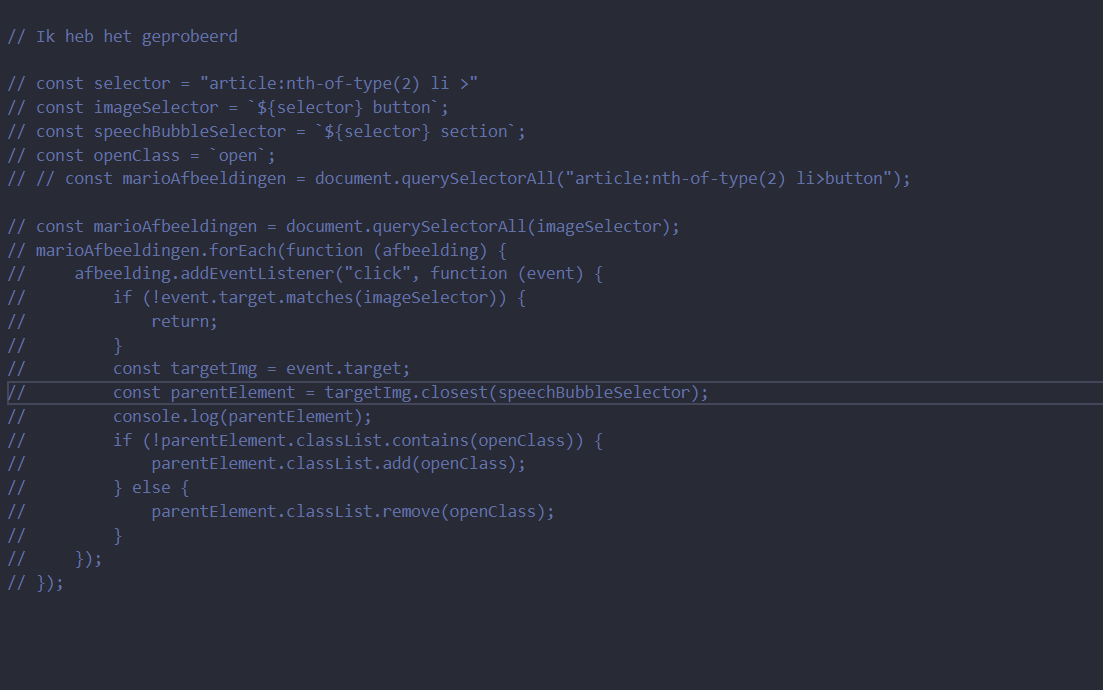 // Ik heb het geprobeerd
// const selector = "article:nth-of-type(2) li >"
// const imageSelector = `${selector} button`;
// const speechBubbleSelector = `${selector} section`;
// const openClass = `open`;
// // const marioAfbeeldingen = document.querySelectorAll("article:nth-of-type(2) li>button");
// const marioAfbeeldingen = document.querySelectorAll(imageSelector);
// marioAfbeeldingen.forEach(function (afbeelding) {
//     afbeelding.addEventListener("click", function (event) {
//         if (!event.target.matches(imageSelector)) {
//             return;
//         }
//         const targetImg = event.target;
//         const parentElement = targetImg.closest(speechBubbleSelector);
//         console.log(parentElement);
//         if (!parentElement.classList.contains(openClass)) {
//             parentElement.classList.add(openClass);
//         } else {
//             parentElement.classList.remove(openClass);
//         }
//     });
// });